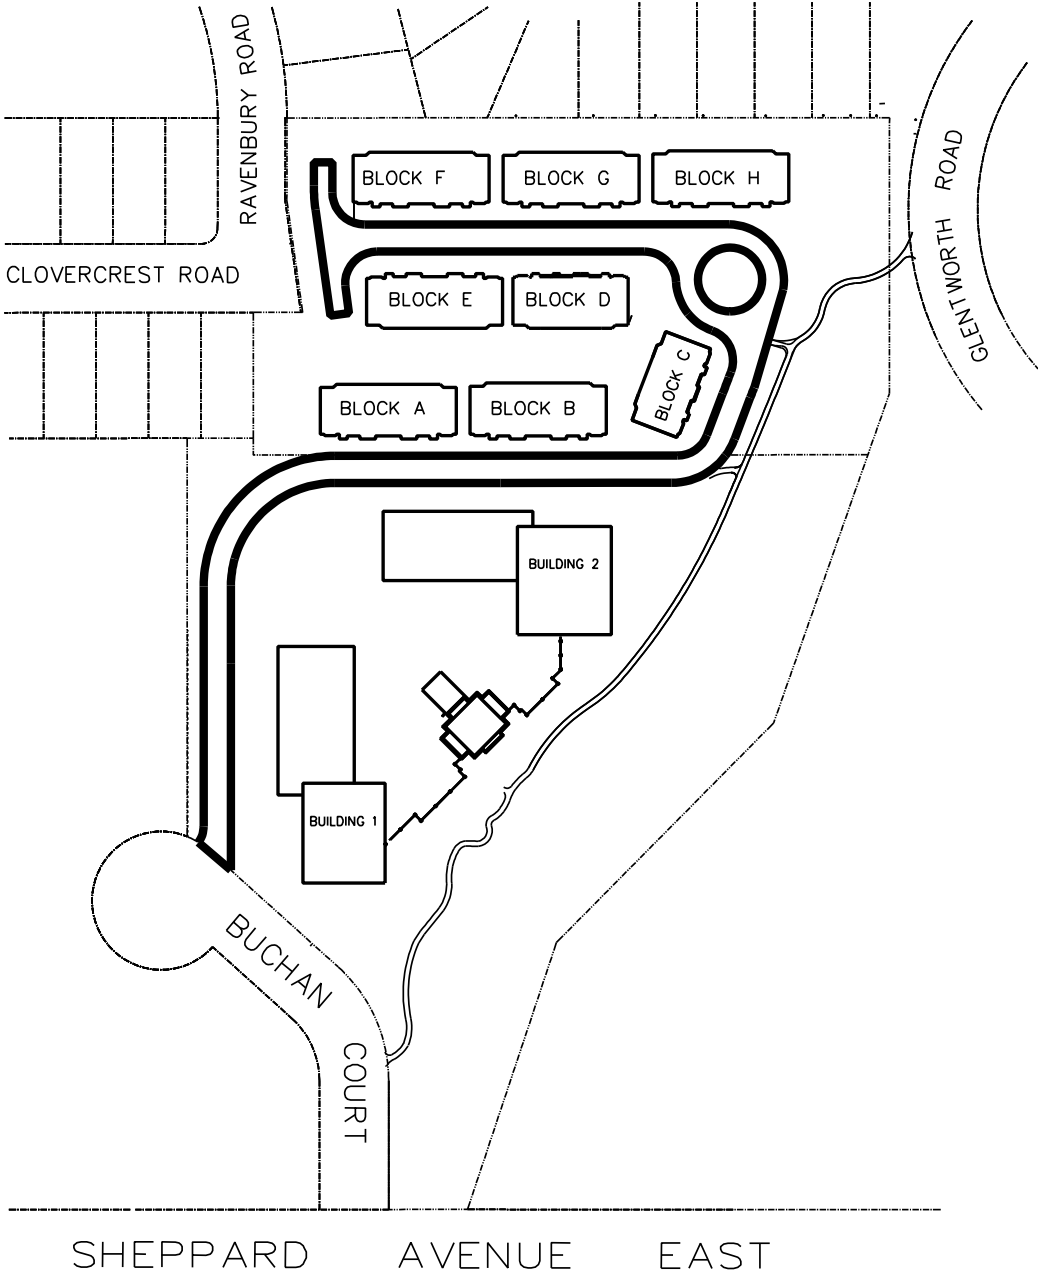 RAVENBURY ROAD
GLENTWORTH ROAD
BLOCK F
BLOCK G
BLOCK H
CLOVERCREST ROAD
BLOCK E
BLOCK D
BLOCK C
BLOCK A
BLOCK B
BUILDING 2
BUILDING 1
BUCHAN COURT
SHEPPARD AVENUE EAST